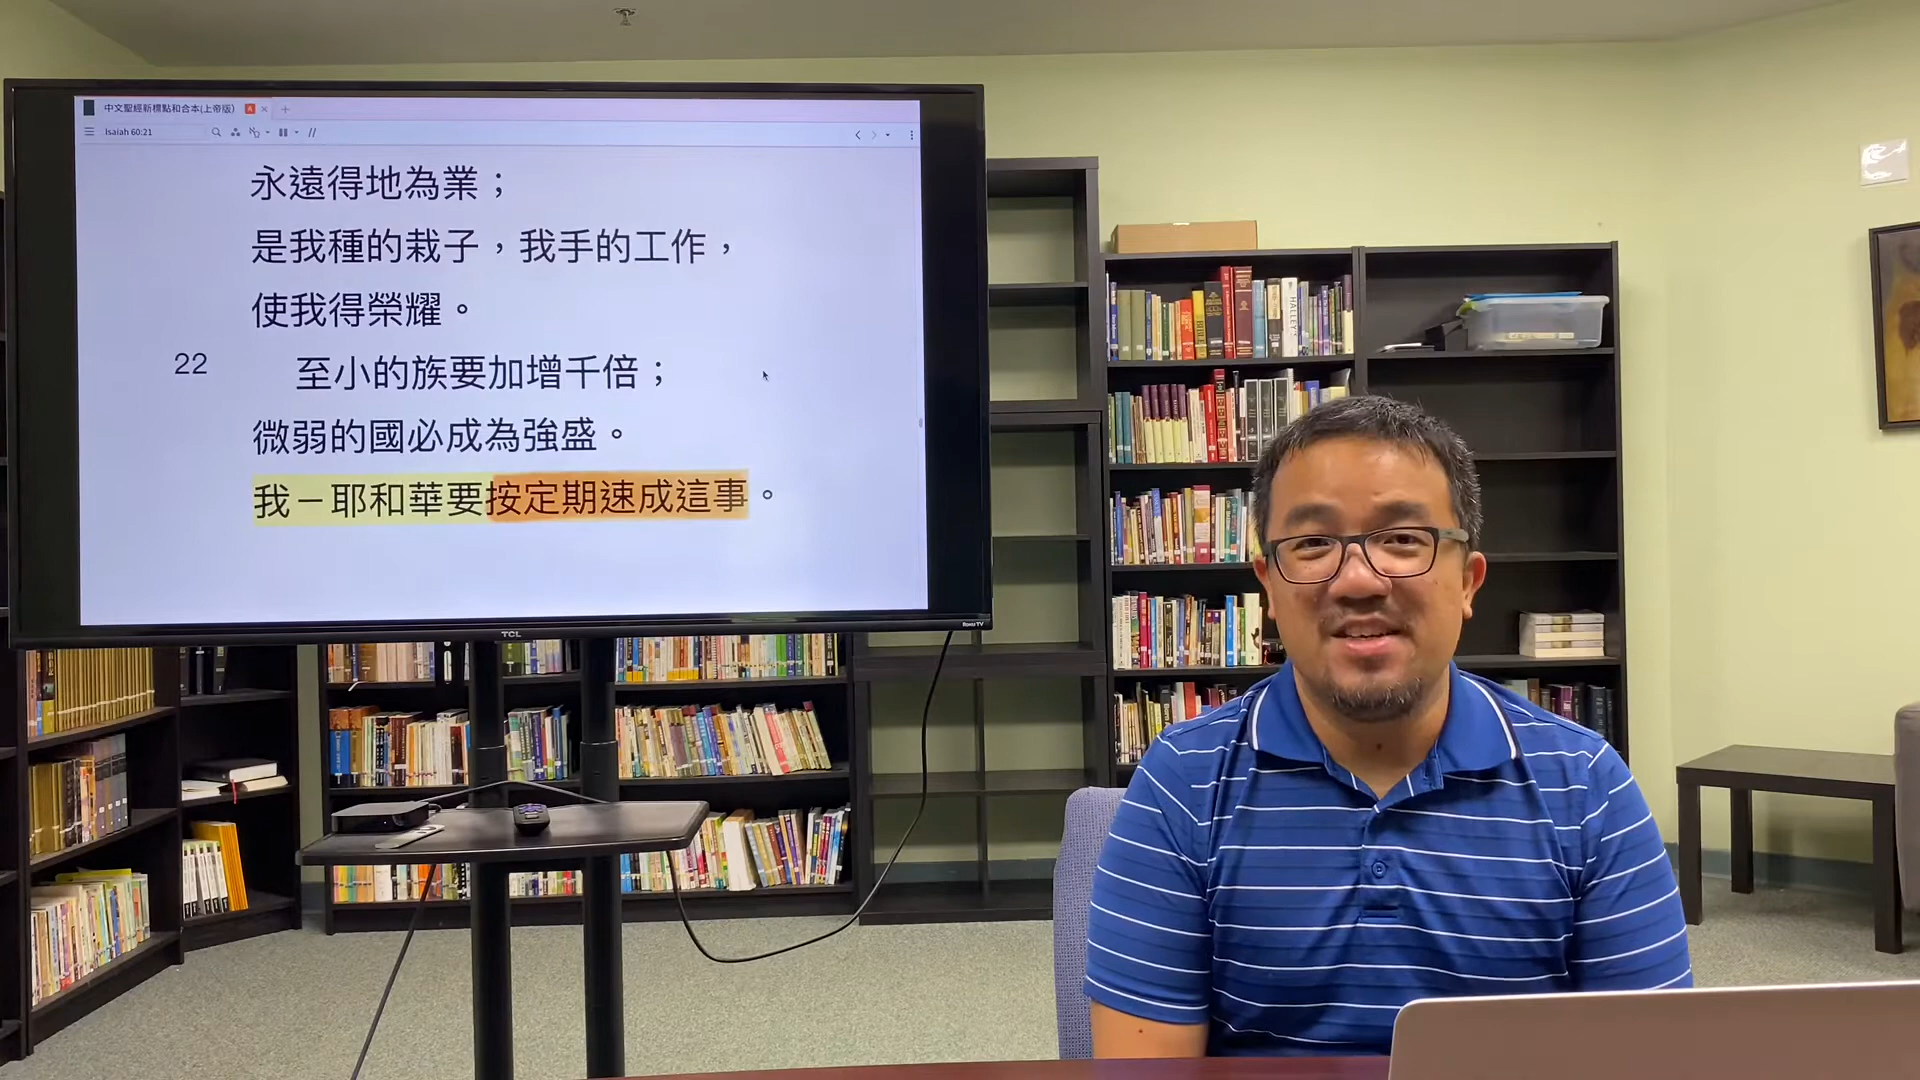 中文聖經新標點和合本(上帝版)
Isaiah 60:21
永遠得地為業；
是我種的栽子，我手的工作，
使我得榮耀。
22 至小的族要加增千倍；
微弱的國必成為強盛。
我－耶和華要按定期速成這事。
TCL
Roku TV
HALLEY'S